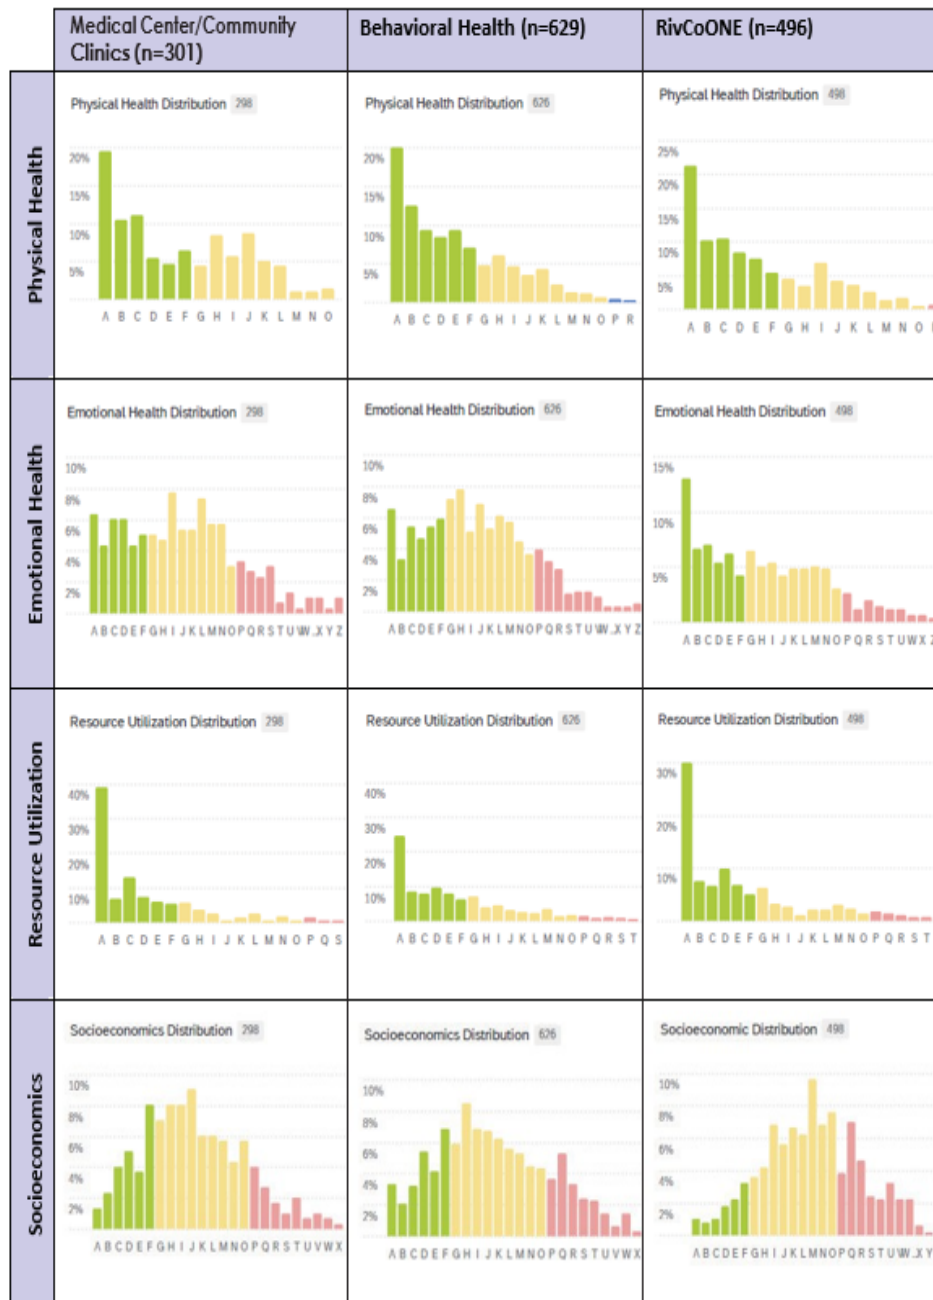 Medical Center/Community
Clinics (n=301)
Behavioral Health (n=629)
RivCoONE (n=496)
Physical Health
Physical Health Distribution 298
20%
15%
10%
5%
A B C D E F G H I J K L M N O
Physical Health Distribution 626
20%
15%
10%
5%
A B C D E F G H I J K L M N O P R
Physical Health Distribution 498
25%
20%
15%
10%
5%
A B C D E F G H I J K L M N O
Emotional Health
Emotional Health Distribution 298
10%
8%
6%
4%
2%
A B C D E F G H I J K L M N O P Q R S T U W..X Y Z
Emotional Health Distribution 626
10%
8%
6%
4%
2%
A B C D E F G H I J K L M N O P Q R S T U W..X Y Z
Emotional Health Distribution 498
15%
10%
5%
A B C D E F G H I J K L M N O P Q R S T U W X Z
Resource Utilization
Resource Utilization Distribution 298
40%
30%
20%
10%
A B C D E F G H I J K L M N O P Q S
Resource Utilization Distribution 626
40%
30%
20%
10%
A B C D E F G H I J K L M N O P Q R S T
Resource Utilization Distribution 498
30%
20%
10%
A B C D E F G H I J K L M N O P Q R S T
Socioeconomics
Socioeconomics Distribution 298
10%
8%
6%
4%
2%
A B C D E F G H I J K L M N O P Q R S T U V W X
Socioeconomics Distribution 626
10%
8%
6%
4%
2%
A B C D E F G H I J K L M N O P Q R S T U V W X
Socioeconomic Distribution 498
10%
8%
6%
4%
2%
A B C D E F G H I J K L M N O P Q R S T U W..X Y